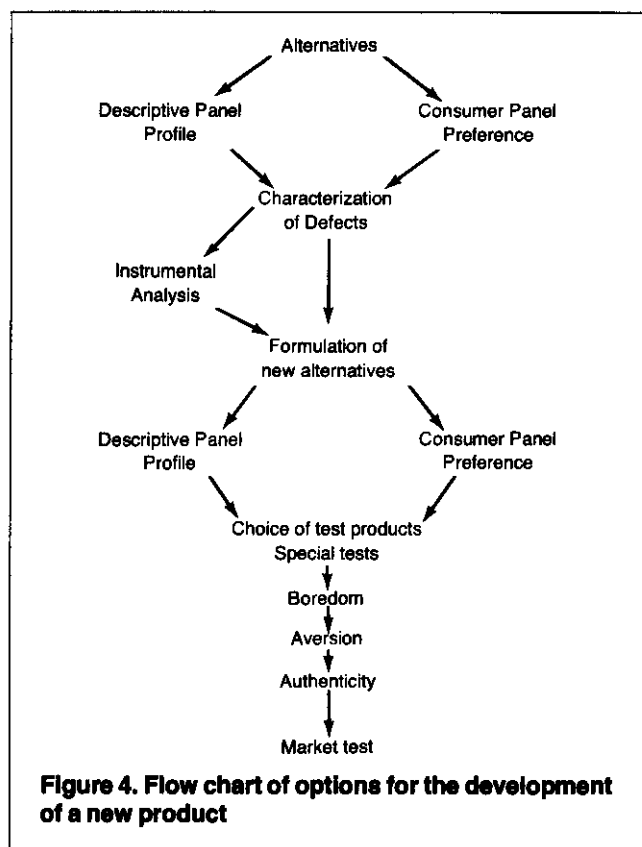 Alternatives
Descriptive Panel
Profile
Consumer Panel
Preference
Characterization
of Defects
Instrumental
Analysis
Formulation of
new alternatives
Descriptive Panel
Profile
Consumer Panel
Preference
Choice of test products
Special tests
Boredom
Aversion
Authenticity
Market test
Figure 4. Flow chart of options for the development
of a new product